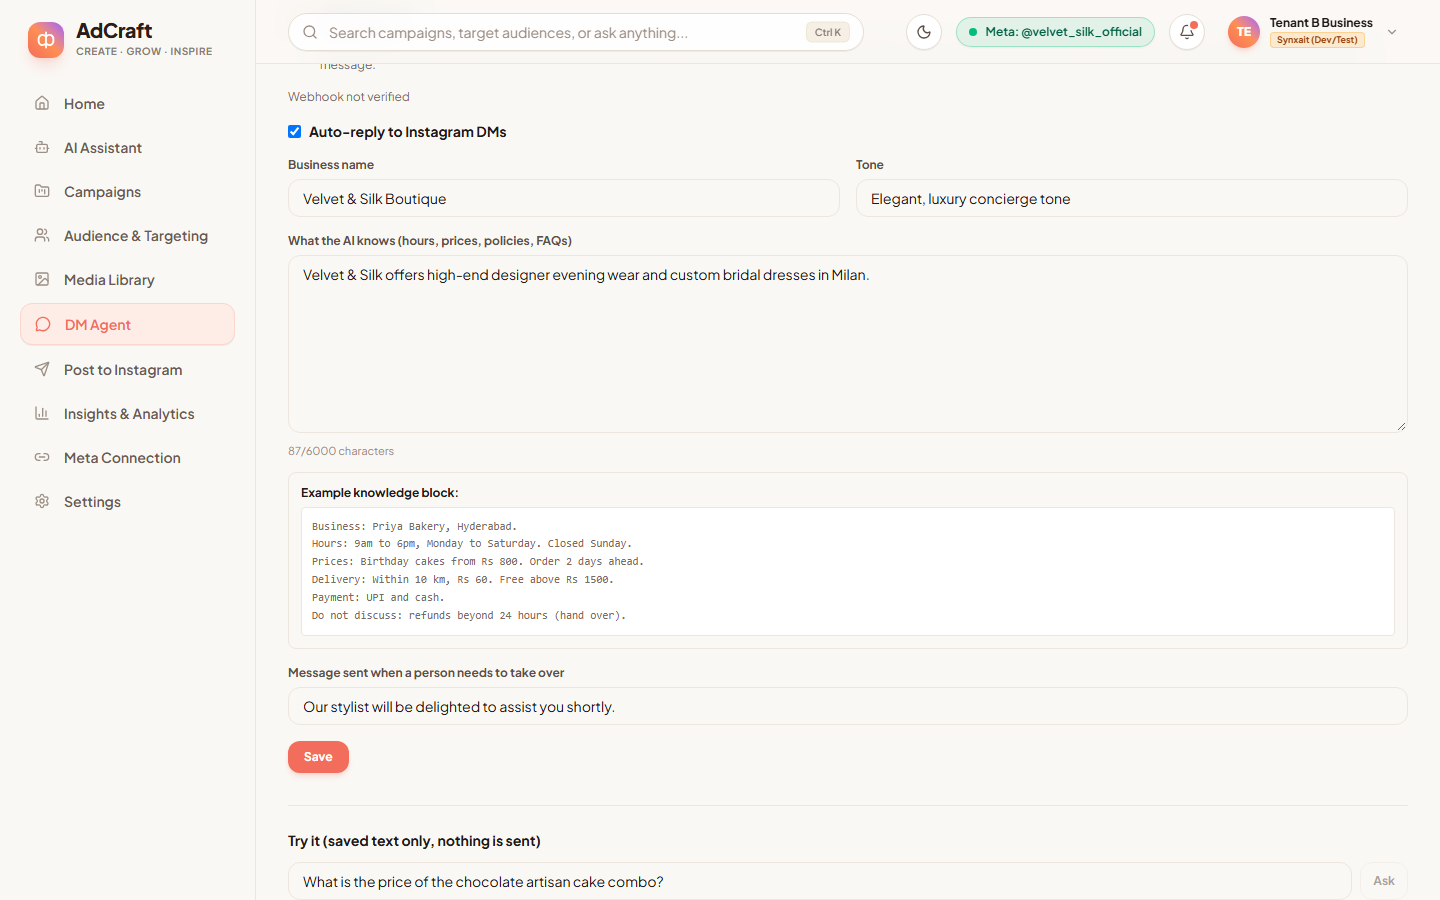 AdCraft
CREATE · GROW · INSPIRE
Home
AI Assistant
Campaigns
Audience & Targeting
Media Library
DM Agent
Post to Instagram
Insights & Analytics
Meta Connection
Settings
Search campaigns, target audiences, or ask anything...
Ctrl K
Meta: @velvet_silk_official
TE
Tenant B Business
Synxait (Dev/Test)
message.
Webhook not verified
Auto-reply to Instagram DMs
Business name
Tone
Velvet & Silk Boutique
Elegant, luxury concierge tone
What the AI knows (hours, prices, policies, FAQs)
Velvet & Silk offers high-end designer evening wear and custom bridal dresses in Milan.
87/6000 characters
Example knowledge block:
Business: Priya Bakery, Hyderabad.
Hours: 9am to 6pm, Monday to Saturday. Closed Sunday.
Prices: Birthday cakes from Rs 800. Order 2 days ahead.
Delivery: Within 10 km, Rs 60. Free above Rs 1500.
Payment: UPI and cash.
Do not discuss: refunds beyond 24 hours (hand over).
Message sent when a person needs to take over
Our stylist will be delighted to assist you shortly.
Save
Try it (saved text only, nothing is sent)
What is the price of the chocolate artisan cake combo?
Ask